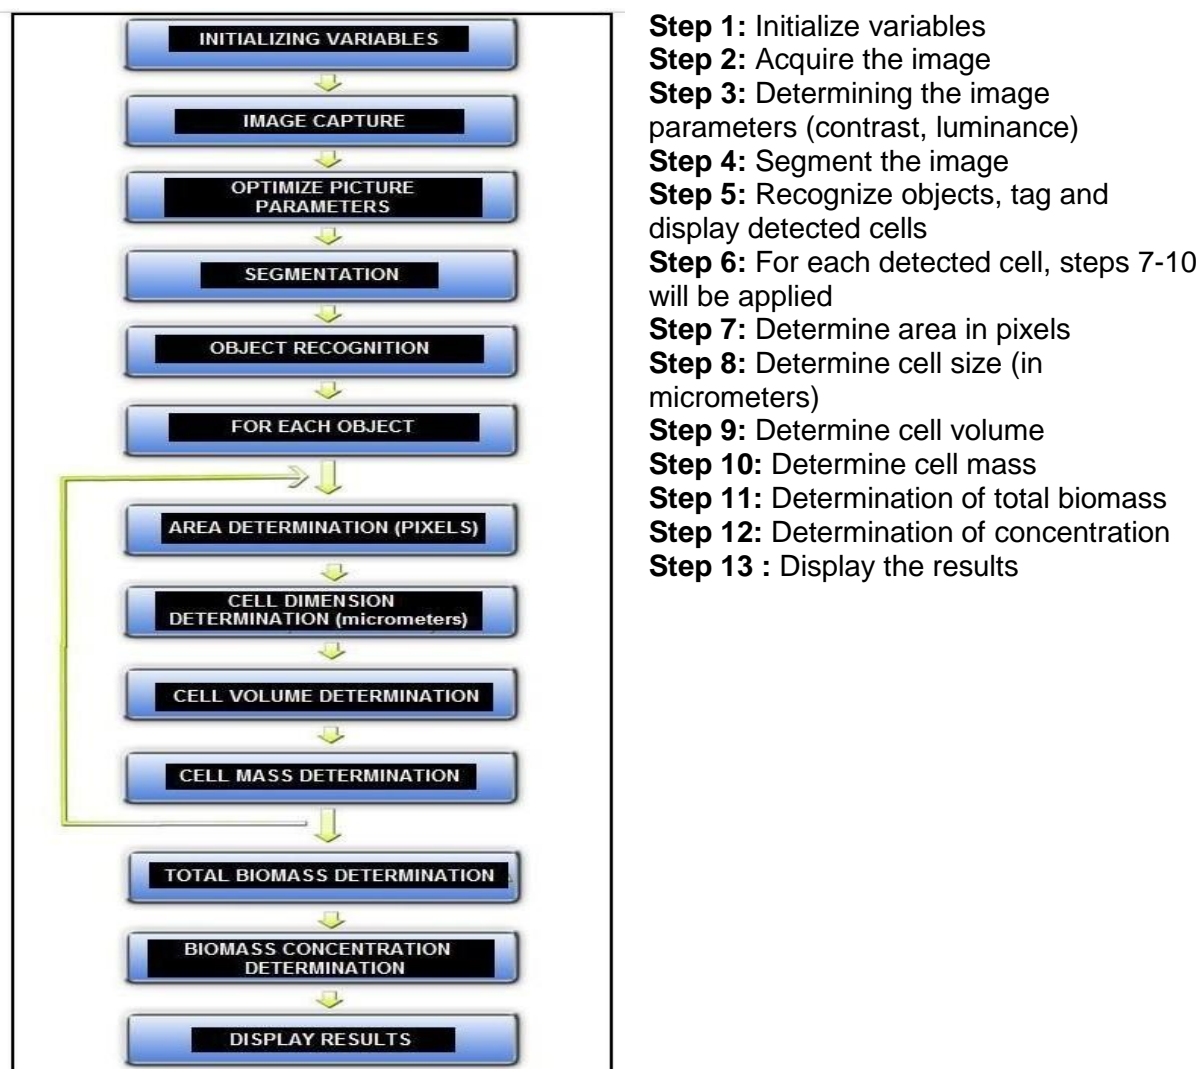 INITIALIZING VARIABLES
IMAGE CAPTURE
OPTIMIZE PICTURE
PARAMETERS
SEGMENTATION
OBJECT RECOGNITION
FOR EACH OBJECT
AREA DETERMINATION (PIXELS)
CELL DIMENSION
DETERMINATION (micrometers)
CELL VOLUME DETERMINATION
CELL MASS DETERMINATION
TOTAL BIOMASS DETERMINATION
BIOMASS CONCENTRATION
DETERMINATION
DISPLAY RESULTS
Step 1: Initialize variables
Step 2: Acquire the image
Step 3: Determining the image
parameters (contrast, luminance)
Step 4: Segment the image
Step 5: Recognize objects, tag and
display detected cells
Step 6: For each detected cell, steps 7-10
will be applied
Step 7: Determine area in pixels
Step 8: Determine cell size (in
micrometers)
Step 9: Determine cell volume
Step 10: Determine cell mass
Step 11: Determination of total biomass
Step 12: Determination of concentration
Step 13 : Display the results